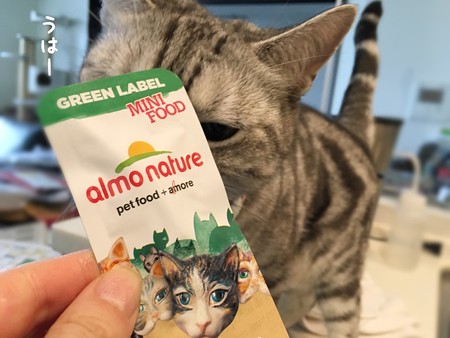 うはー
GREEN LABEL
MINI
FOOD
almo nature
pet food + amore